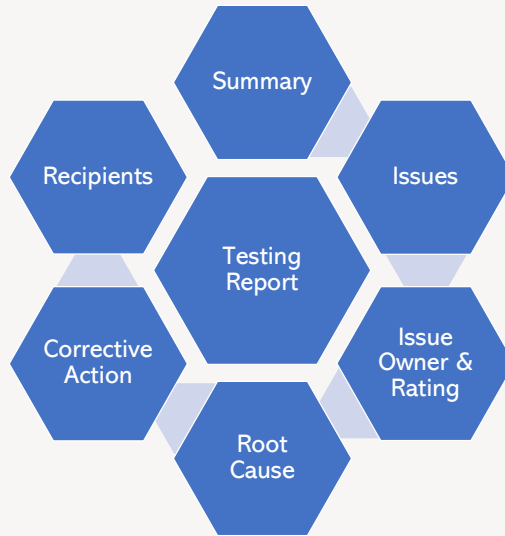 Summary
Issues
Issue
Owner &
Rating
Root
Cause
Corrective
Action
Recipients
Testing
Report